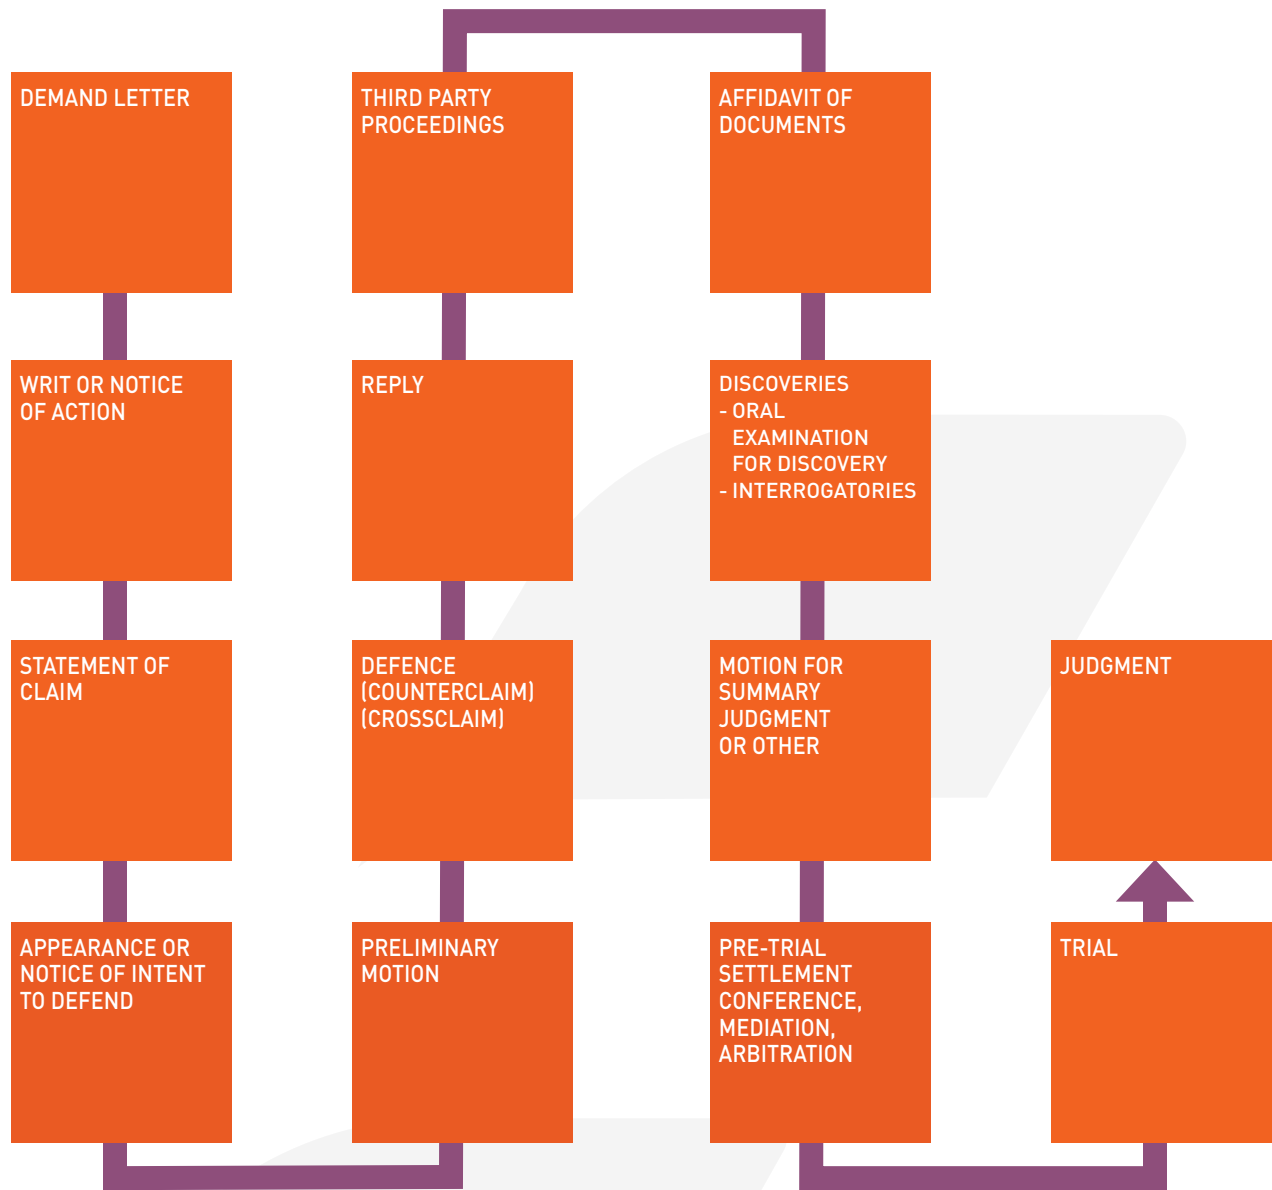 DEMAND LETTER
WRIT OR NOTICE
OF ACTION
STATEMENT OF
CLAIM
APPEARANCE OR
NOTICE OF INTENT
TO DEFEND
PRELIMINARY
MOTION
DEFENCE
(COUNTERCLAIM)
(CROSSCLAIM)
REPLY
THIRD PARTY
PROCEEDINGS
AFFIDAVIT OF
DOCUMENTS
DISCOVERIES
- ORAL
EXAMINATION
FOR DISCOVERY
- INTERROGATORIES
MOTION FOR
SUMMARY
JUDGMENT
OR OTHER
PRE-TRIAL
SETTLEMENT
CONFERENCE,
MEDIATION,
ARBITRATION
TRIAL
JUDGMENT